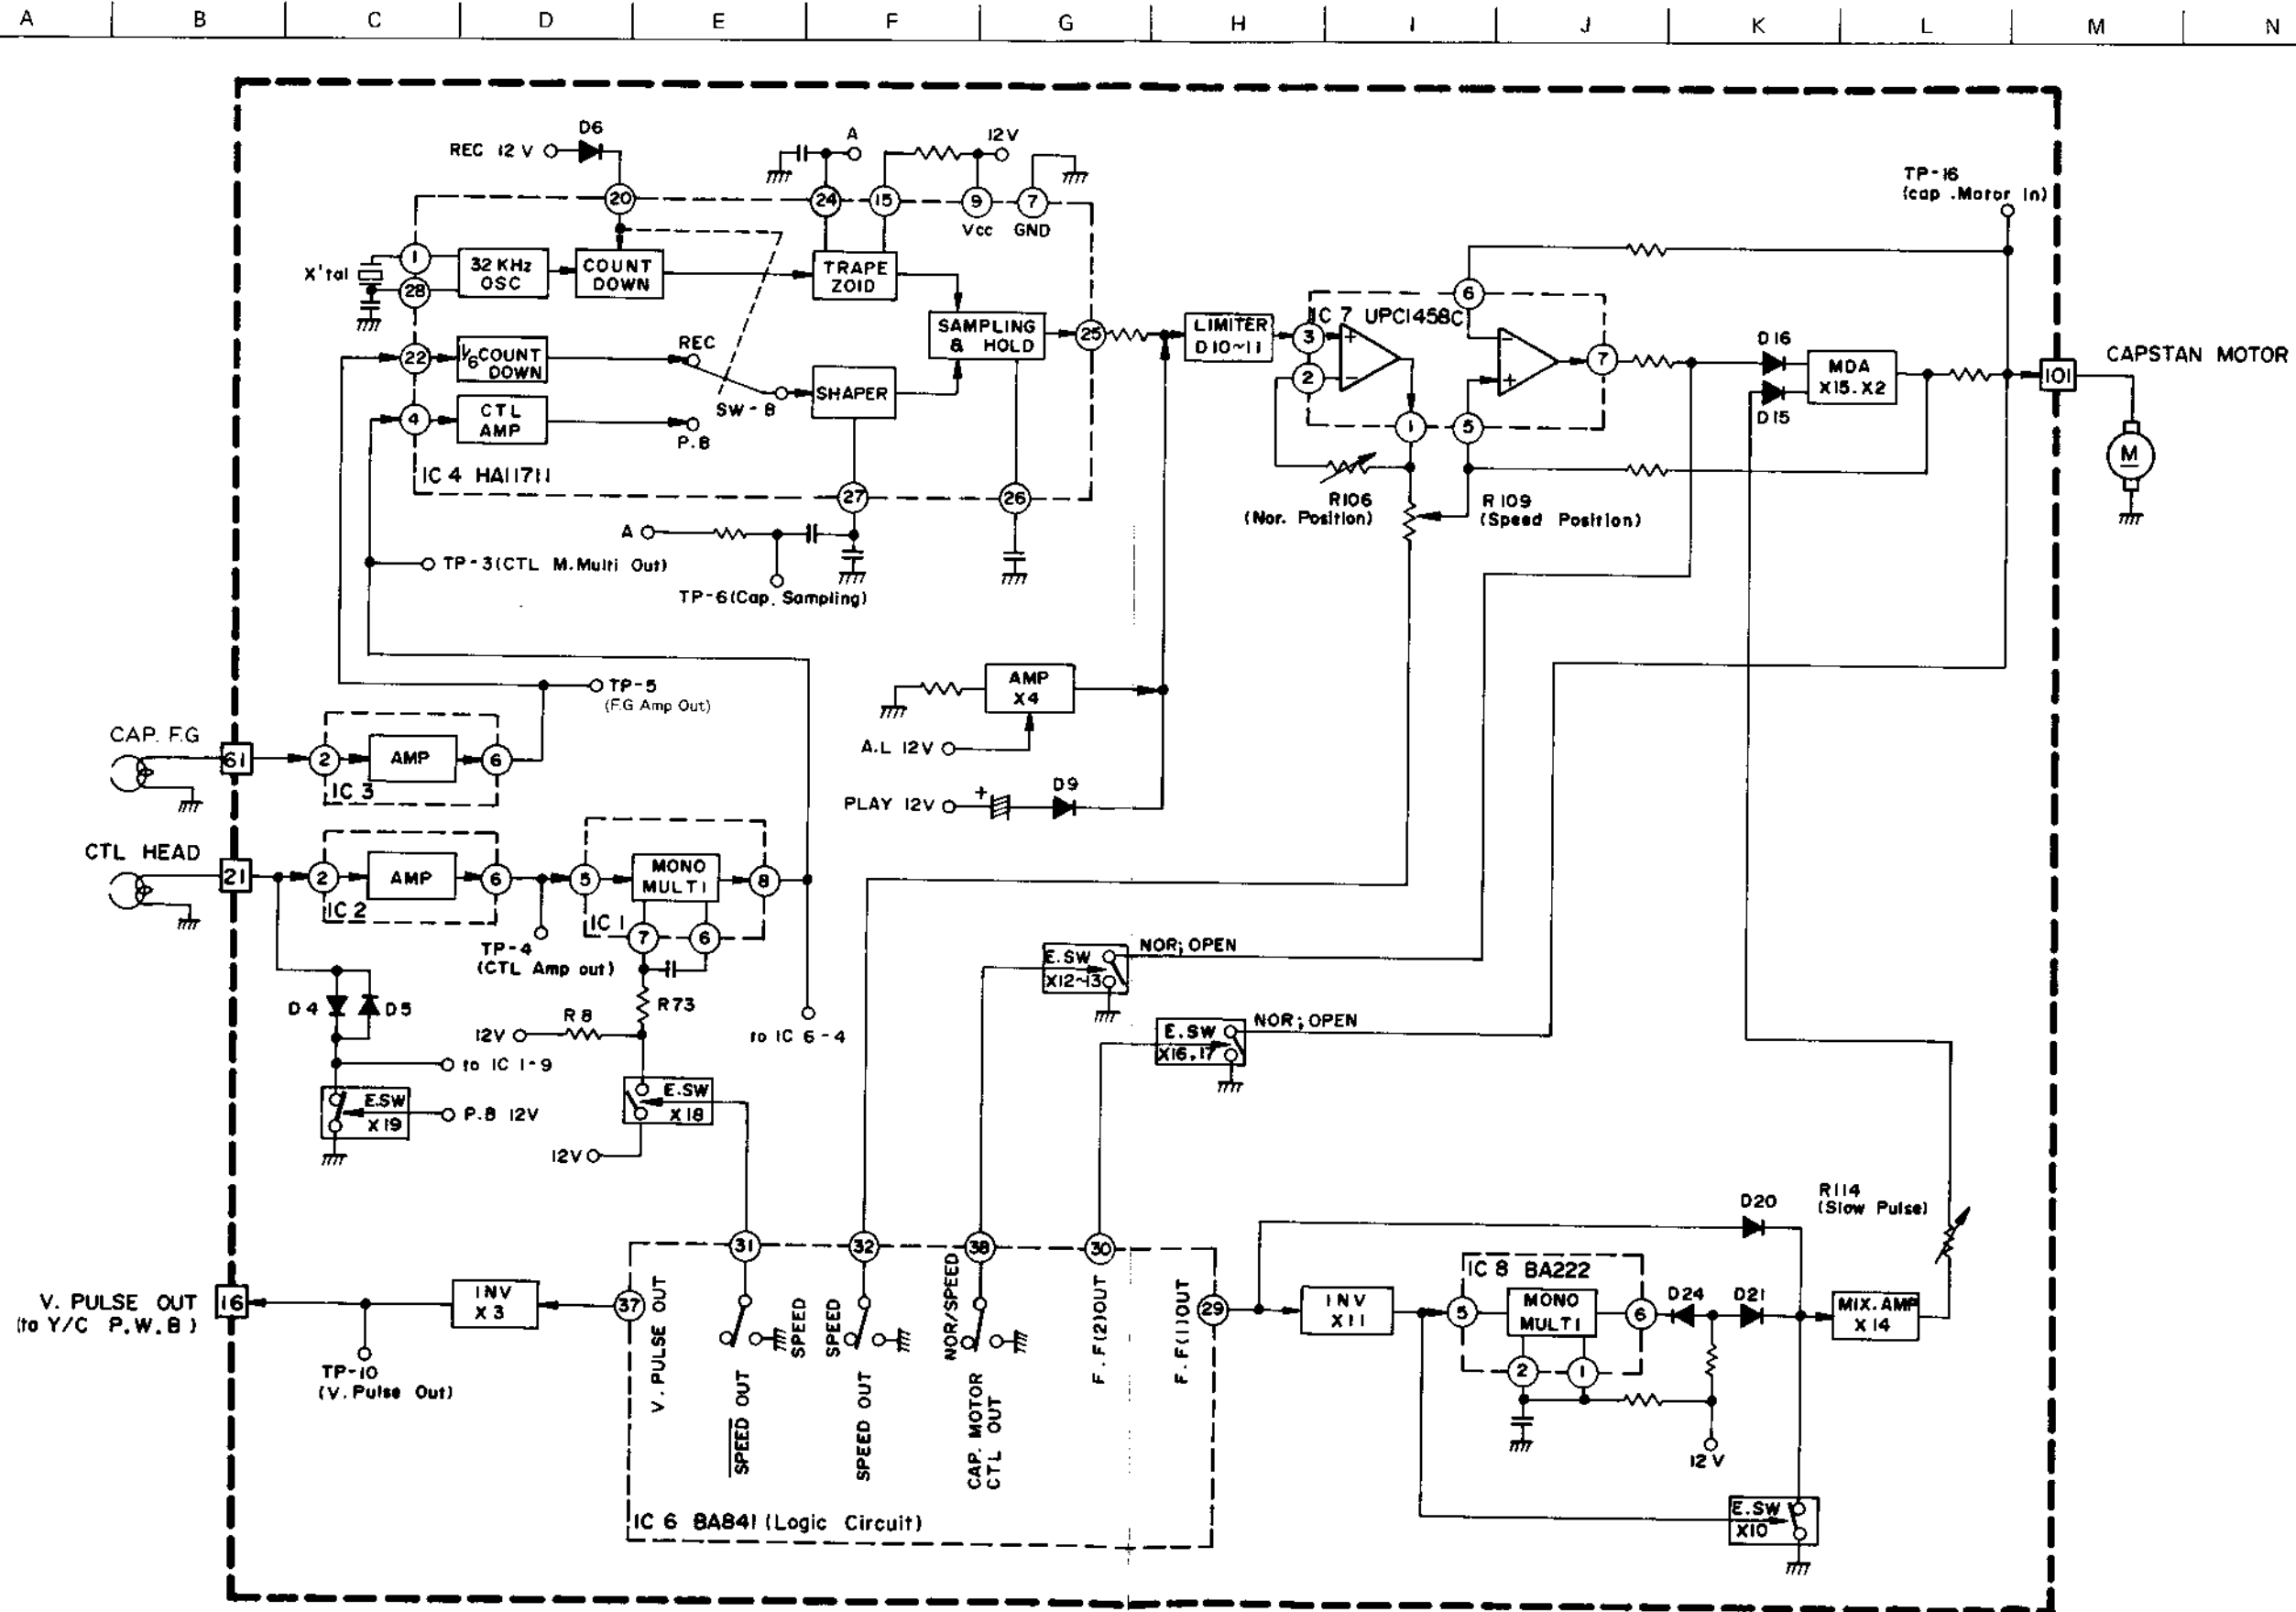 A B C D E F G H I J K L M N
REC 12 V
D6
A
12V
20
24
15
9
7
Vcc GND
TP-16
(cap .Motor In)
X'tal
1
28
32 KHz
OSC
COUNT
DOWN
TRAPE
ZOID
SAMPLING
& HOLD
25
22
1/6 COUNT
DOWN
REC
SW-B
SHAPER
4
CTL
AMP
P.B
IC 4 HA11711
27
26
LIMITER
D10~11
3
2
IC 7 UPC1458C
+
-
6
-
+
7
1
5
R106
(Nor. Position)
R109
(Speed Position)
D16
D15
MDA
X15. X2
101
CAPSTAN MOTOR
M
A
TP-3(CTL M.Multi Out)
TP-6(Cap. Sampling)
TP-5
(F.G Amp Out)
AMP
X4
A.L 12V
PLAY 12V
+
D9
CAP. F.G
61
2
AMP
6
IC 3
CTL HEAD
21
2
AMP
6
IC 2
TP-4
(CTL Amp out)
5
MONO
MULTI
8
IC 1
7
6
D4
D5
R73
R8
12V
to IC 6-4
to IC 1-9
E.SW
X19
P.B 12V
E.SW
X18
12V
E.SW
X12~13
NOR; OPEN
E.SW
X16,17
NOR; OPEN
V. PULSE OUT
(to Y/C P.W.B)
16
TP-10
(V. Pulse Out)
INV
X3
37
31
32
38
30
29
V. PULSE OUT
SPEED OUT
SPEED
SPEED
SPEED OUT
NOR/SPEED
CAP. MOTOR
CTL OUT
F. F(2)OUT
F. F(1)OUT
IC 6 BA841 (Logic Circuit)
INV
X11
IC 8 BA222
5
MONO
MULTI
6
2
1
D24
D21
D20
12V
R114
(Slow Pulse)
MIX. AMP
X14
E.SW
X10